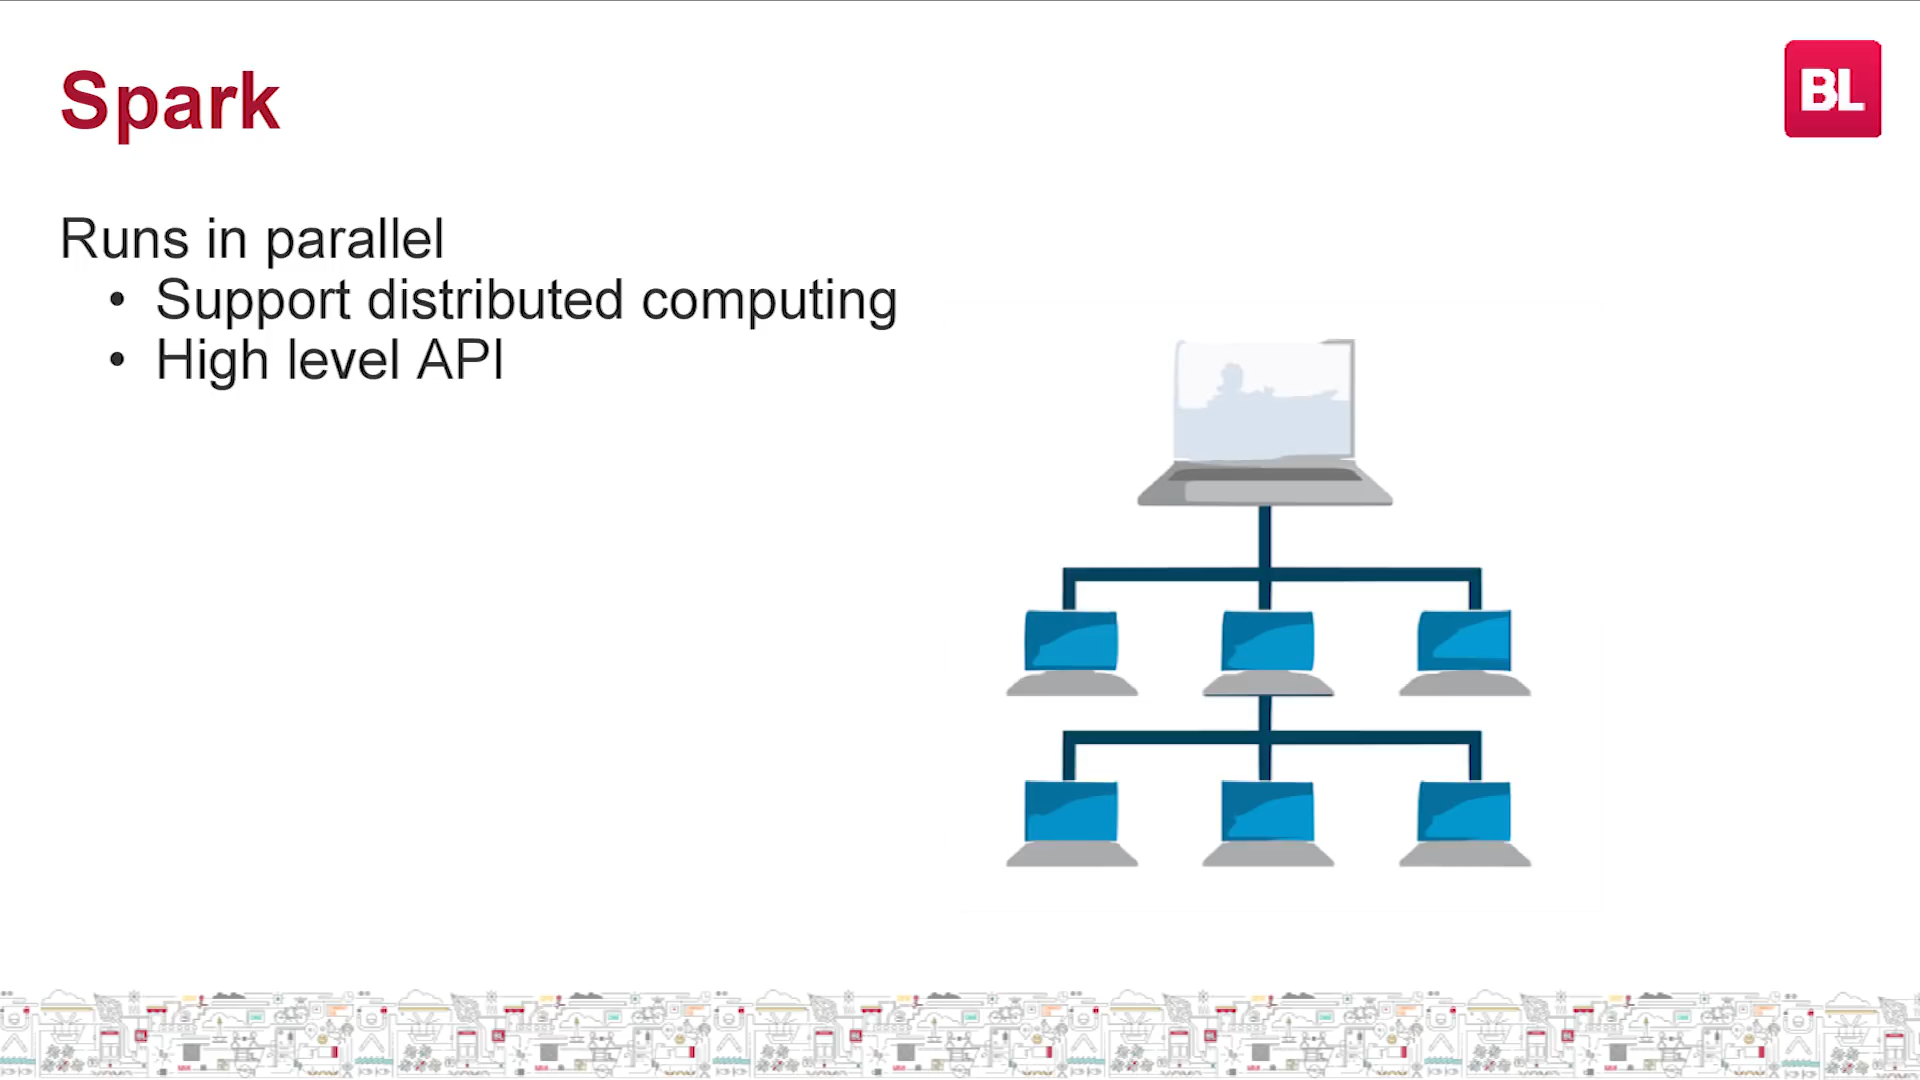 Spark
BL
Runs in parallel
• Support distributed computing
• High level API